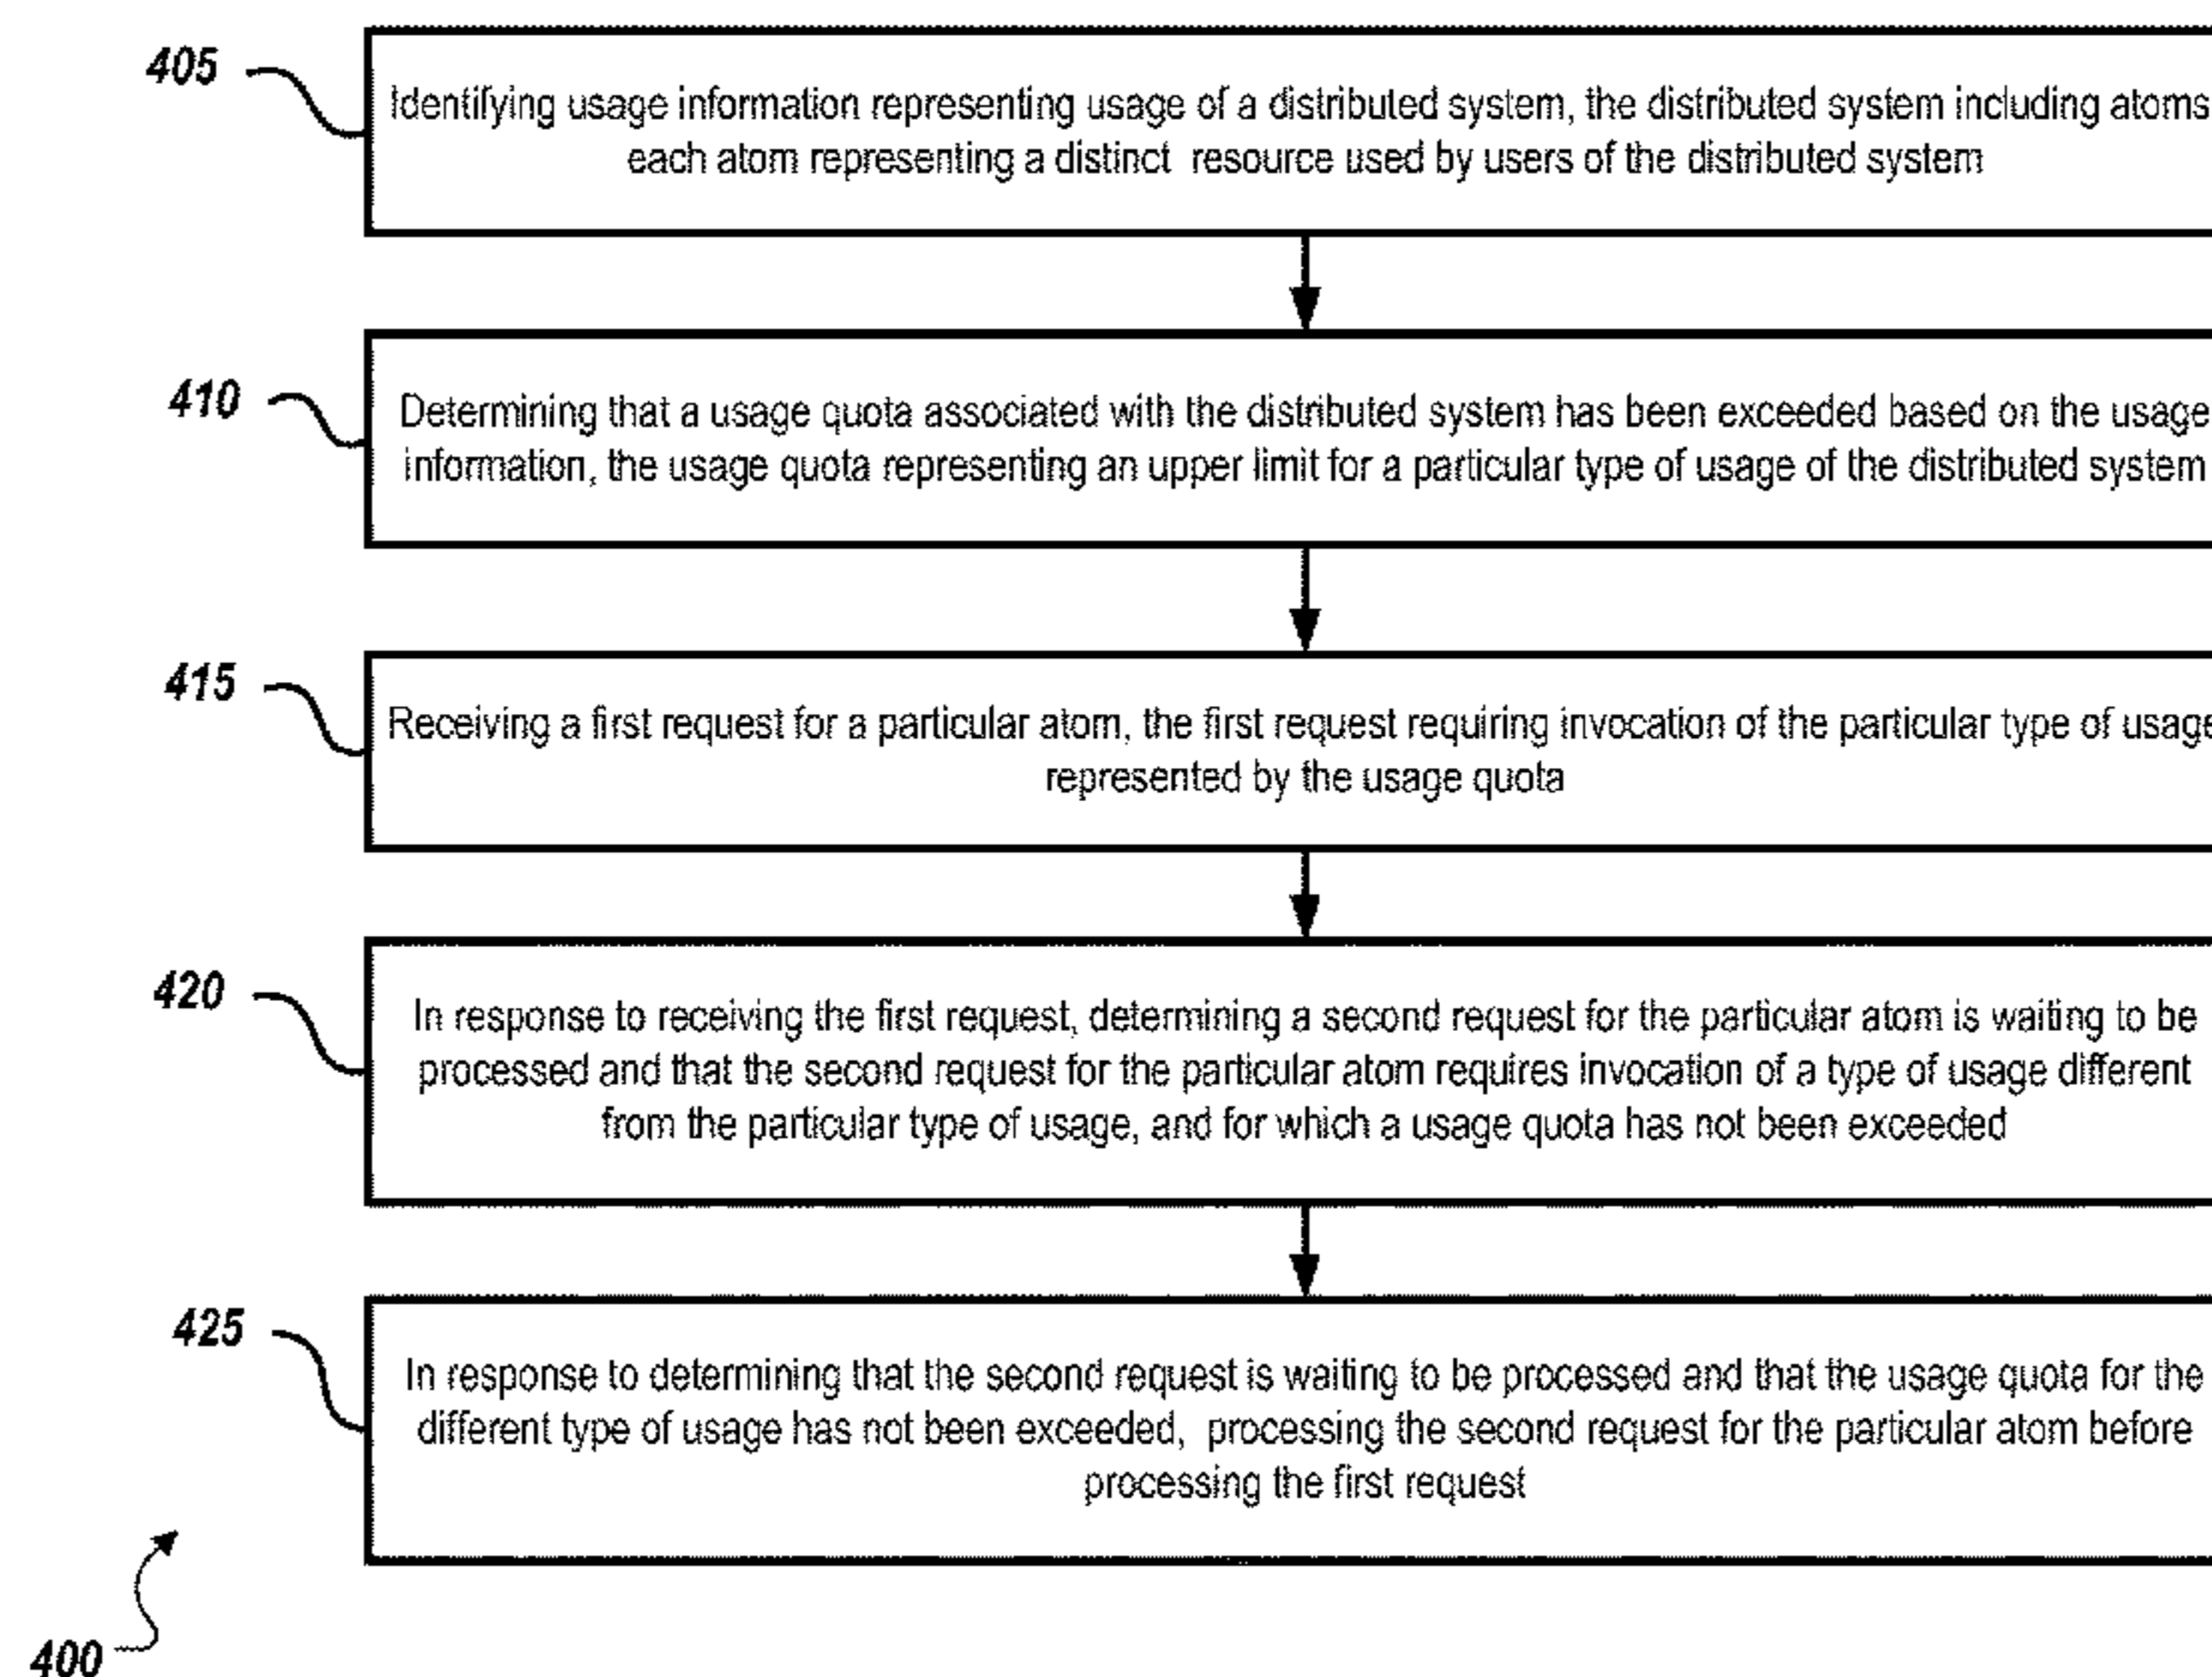 405
Identifying usage information representing usage of a distributed system, the distributed system including atoms
each atom representing a distinct resource used by users of the distributed system
410
Determining that a usage quota associated with the distributed system has been exceeded based on the usage
information, the usage quota representing an upper limit for a particular type of usage of the distributed system
415
Receiving a first request for a particular atom, the first request requiring invocation of the particular type of usage
represented by the usage quota
420
In response to receiving the first request, determining a second request for the particular atom is waiting to be
processed and that the second request for the particular atom requires invocation of a type of usage different
from the particular type of usage, and for which a usage quota has not been exceeded
425
In response to determining that the second request is waiting to be processed and that the usage quota for the
different type of usage has not been exceeded, processing the second request for the particular atom before
processing the first request
400